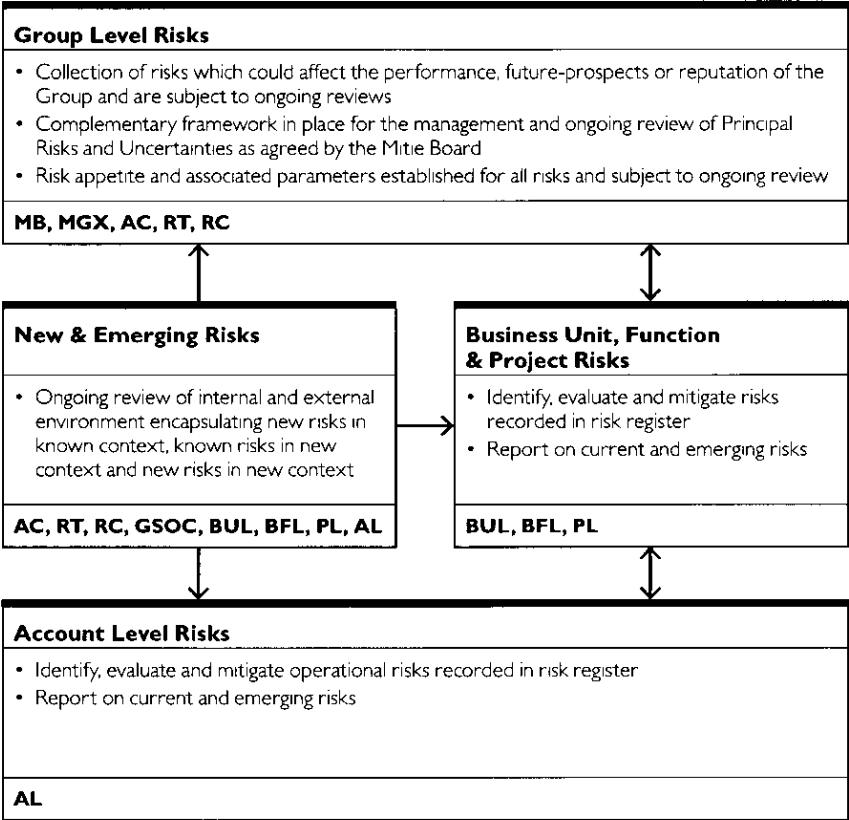 Group Level Risks
• Collection of risks which could affect the performance, future-prospects or reputation of the
Group and are subject to ongoing reviews
• Complementary framework in place for the management and ongoing review of Principal
Risks and Uncertainties as agreed by the Mitie Board
• Risk appetite and associated parameters established for all risks and subject to ongoing review
MB, MGX, AC, RT, RC
New & Emerging Risks
• Ongoing review of internal and external
environment encapsulating new risks in
known context, known risks in new
context and new risks in new context
AC, RT, RC, GSOC, BUL, BFL, PL, AL
Business Unit, Function
& Project Risks
• Identify, evaluate and mitigate risks
recorded in risk register
• Report on current and emerging risks
BUL, BFL, PL
Account Level Risks
• Identify, evaluate and mitigate operational risks recorded in risk register
• Report on current and emerging risks
AL